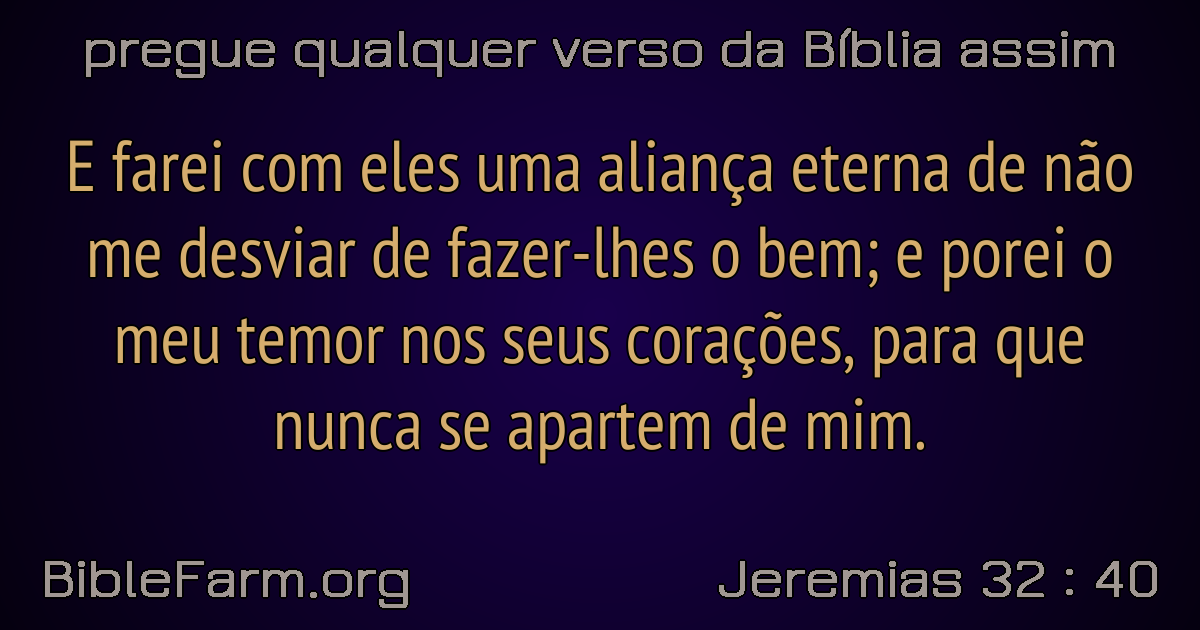 pregue qualquer verso da Bíblia assim
E farei com eles uma aliança eterna de não
me desviar de fazer-lhes o bem; e porei o
meu temor nos seus corações, para que
nunca se apartem de mim.
BibleFarm.org
Jeremias 32 : 40